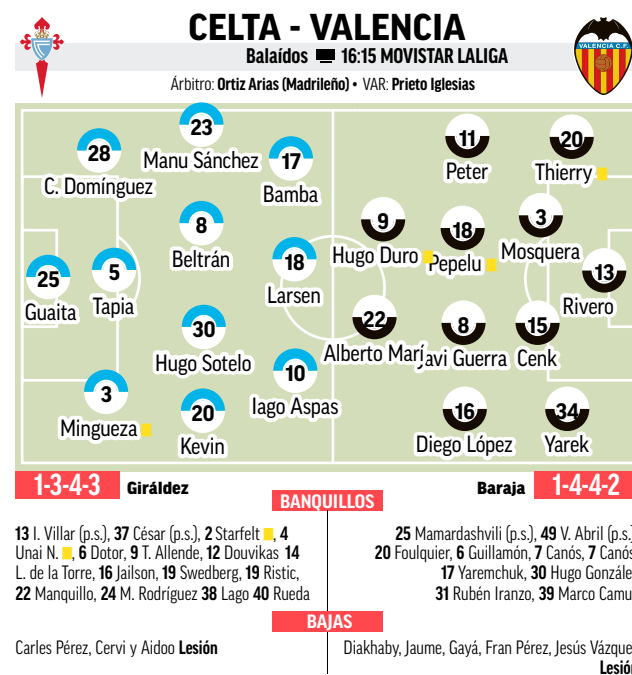 CELTA - VALENCIA
Balaídos 16:15 MOVISTAR LALIGA
Árbitro: Ortiz Arias (Madrileño) • VAR: Prieto Iglesias
VALENCIA C.F.
23
Manu Sánchez
28
C. Domínguez
17
Bamba
11
Peter
20
Thierry
8
Beltrán
9
Hugo Duro
18
Pepelu
3
Mosquera
25
Guaita
5
Tapia
18
Larsen
13
Rivero
30
Hugo Sotelo
22
Alberto Marí
8
Javi Guerra
15
Cenk
3
Mingueza
20
Kevin
10
Iago Aspas
16
Diego López
34
Yarek
1-3-4-3 Giráldez
Baraja 1-4-4-2
BANQUILLOS
13 I. Villar (p.s.), 37 César (p.s.), 2 Starfelt, 4
Unai N., 6 Dotor, 9 T. Allende, 12 Douvikas 14
L. de la Torre, 16 Jailson, 19 Swedberg, 19 Ristic,
22 Manquillo, 24 M. Rodríguez 38 Lago 40 Rueda
25 Mamardashvili (p.s.), 49 V. Abril (p.s.)
20 Foulquier, 6 Guillamón, 7 Canós, 7 Canós
17 Yaremchuk, 30 Hugo Gonzále
31 Rubén Iranzo, 39 Marco Camu
BAJAS
Carles Pérez, Cervi y Aidoo Lesión
Diakhaby, Jaume, Gayá, Fran Pérez, Jesús Vázque
Lesión